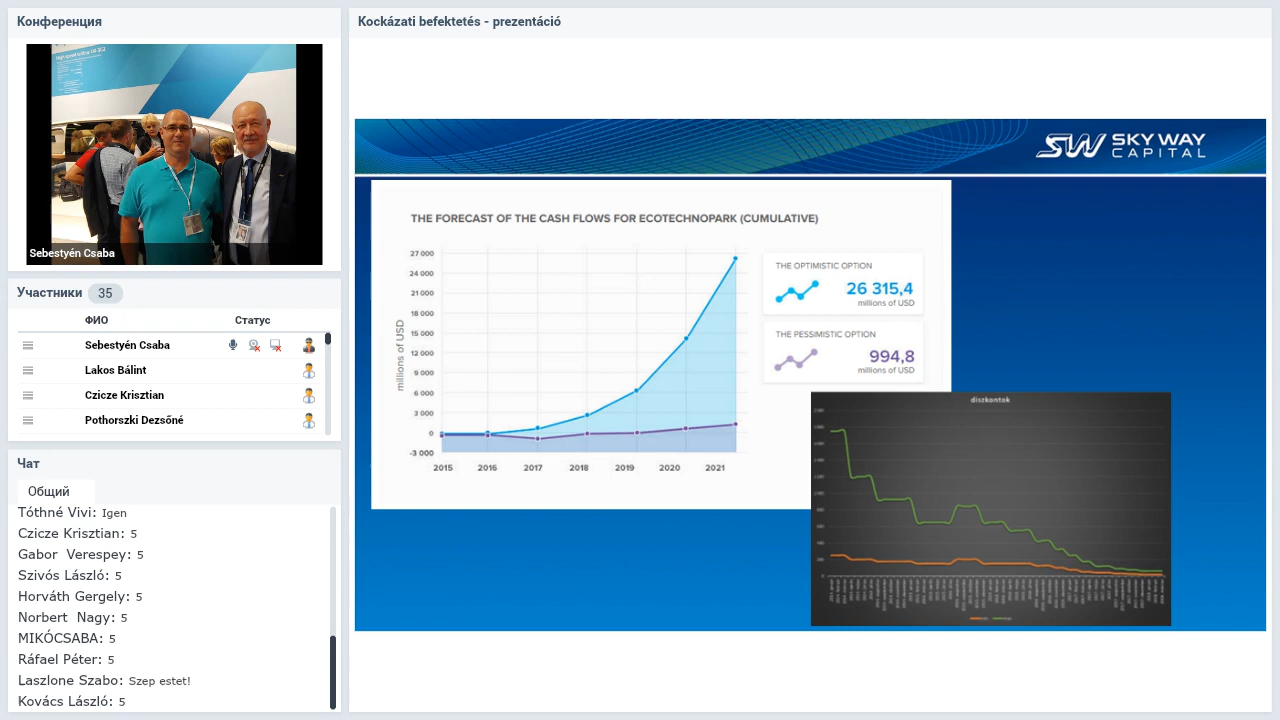 Конференция
Sebestyén Csaba
Участники 35
ФИО Статус
Sebestyén Csaba
Lakos Bálint
Czicze Krisztian
Pothorszki Dezsőné
Чат
Общий
Tóthné Vivi: Igen
Czicze Krisztian: 5
Gabor Verespey: 5
Szivós László: 5
Horváth Gergely: 5
Norbert Nagy: 5
MIKÓCSABA: 5
Ráfael Péter: 5
Laszlone Szabo: Szep estet!
Kovács László: 5
Kockázati befektetés - prezentáció
SW SKY WAY
CAPITAL
THE FORECAST OF THE CASH FLOWS FOR ECOTECHNOPARK (CUMULATIVE)
millions of USD
27 000
24 000
21 000
18 000
15 000
12 000
9 000
6 000
3 000
0
-3 000
2015 2016 2017 2018 2019 2020 2021
THE OPTIMISTIC OPTION
26 315,4
millions of USD
THE PESSIMISTIC OPTION
994,8
millions of USD
diszkontok